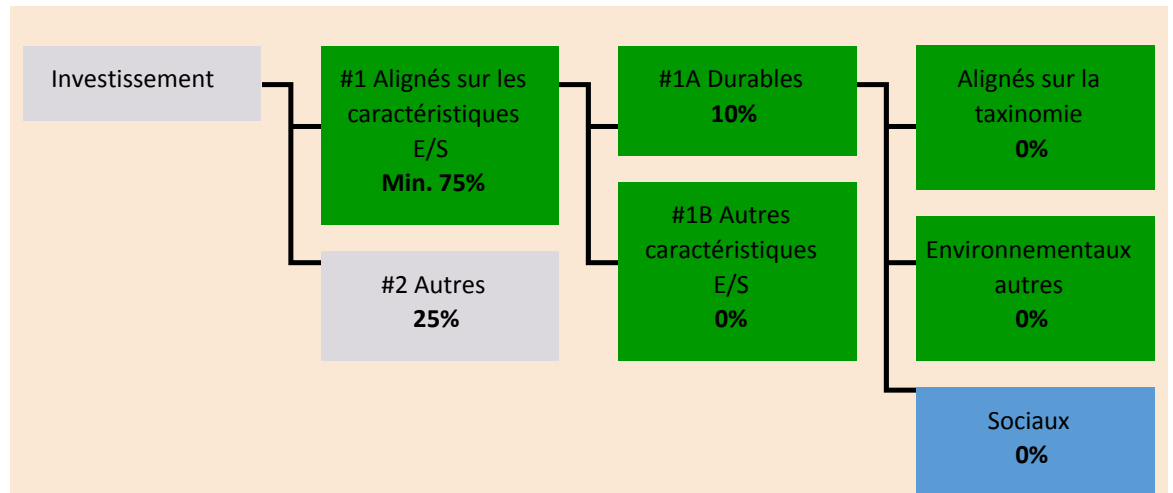 Investissement
#1 Alignés sur les
caractéristiques
E/S
Min. 75%
#2 Autres
25%
#1A Durables
10%
#1B Autres
caractéristiques
E/S
0%
Alignés sur la
taxinomie
0%
Environnementaux
autres
0%
Sociaux
0%